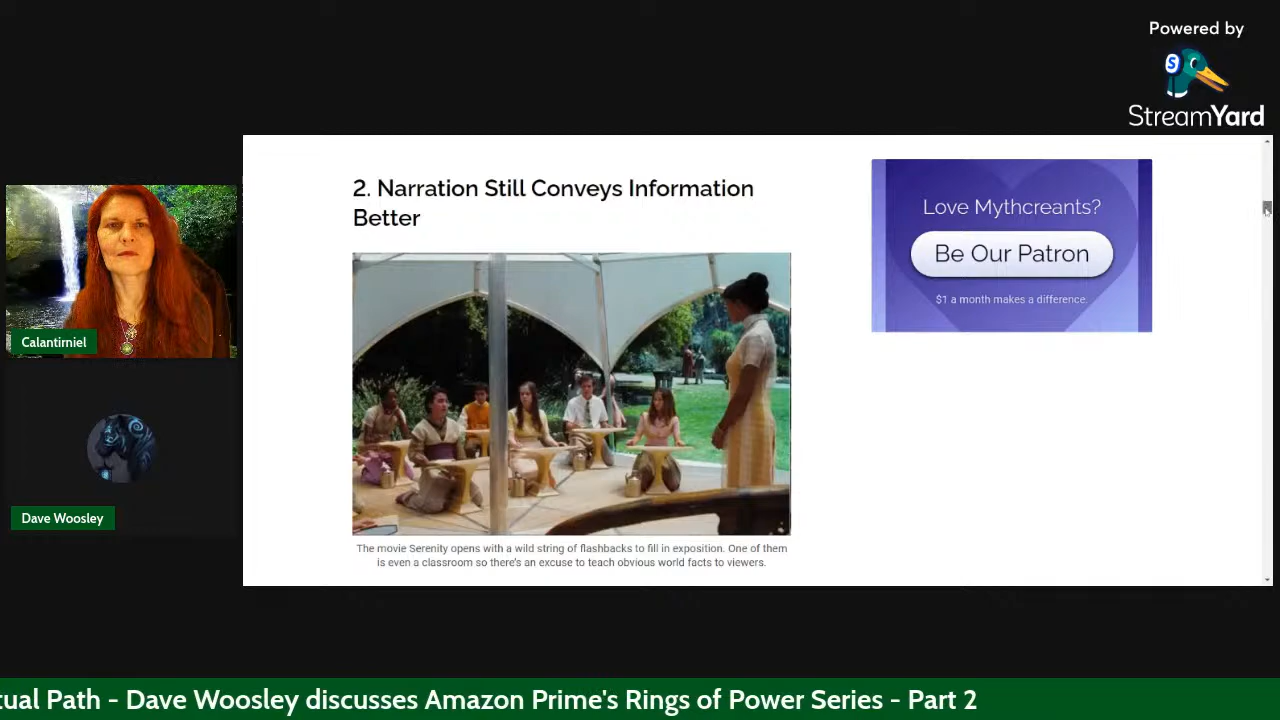 Powered by
StreamYard
2. Narration Still Conveys Information
Better
Love Mythcreants?
Be Our Patron
$1 a month makes a difference.
The movie Serenity opens with a wild string of flashbacks to fill in exposition. One of them
is even a classroom so there's an excuse to teach obvious world facts to viewers.
Calantirniel
Dave Woosley
tual Path - Dave Woosley discusses Amazon Prime's Rings of Power Series - Part 2